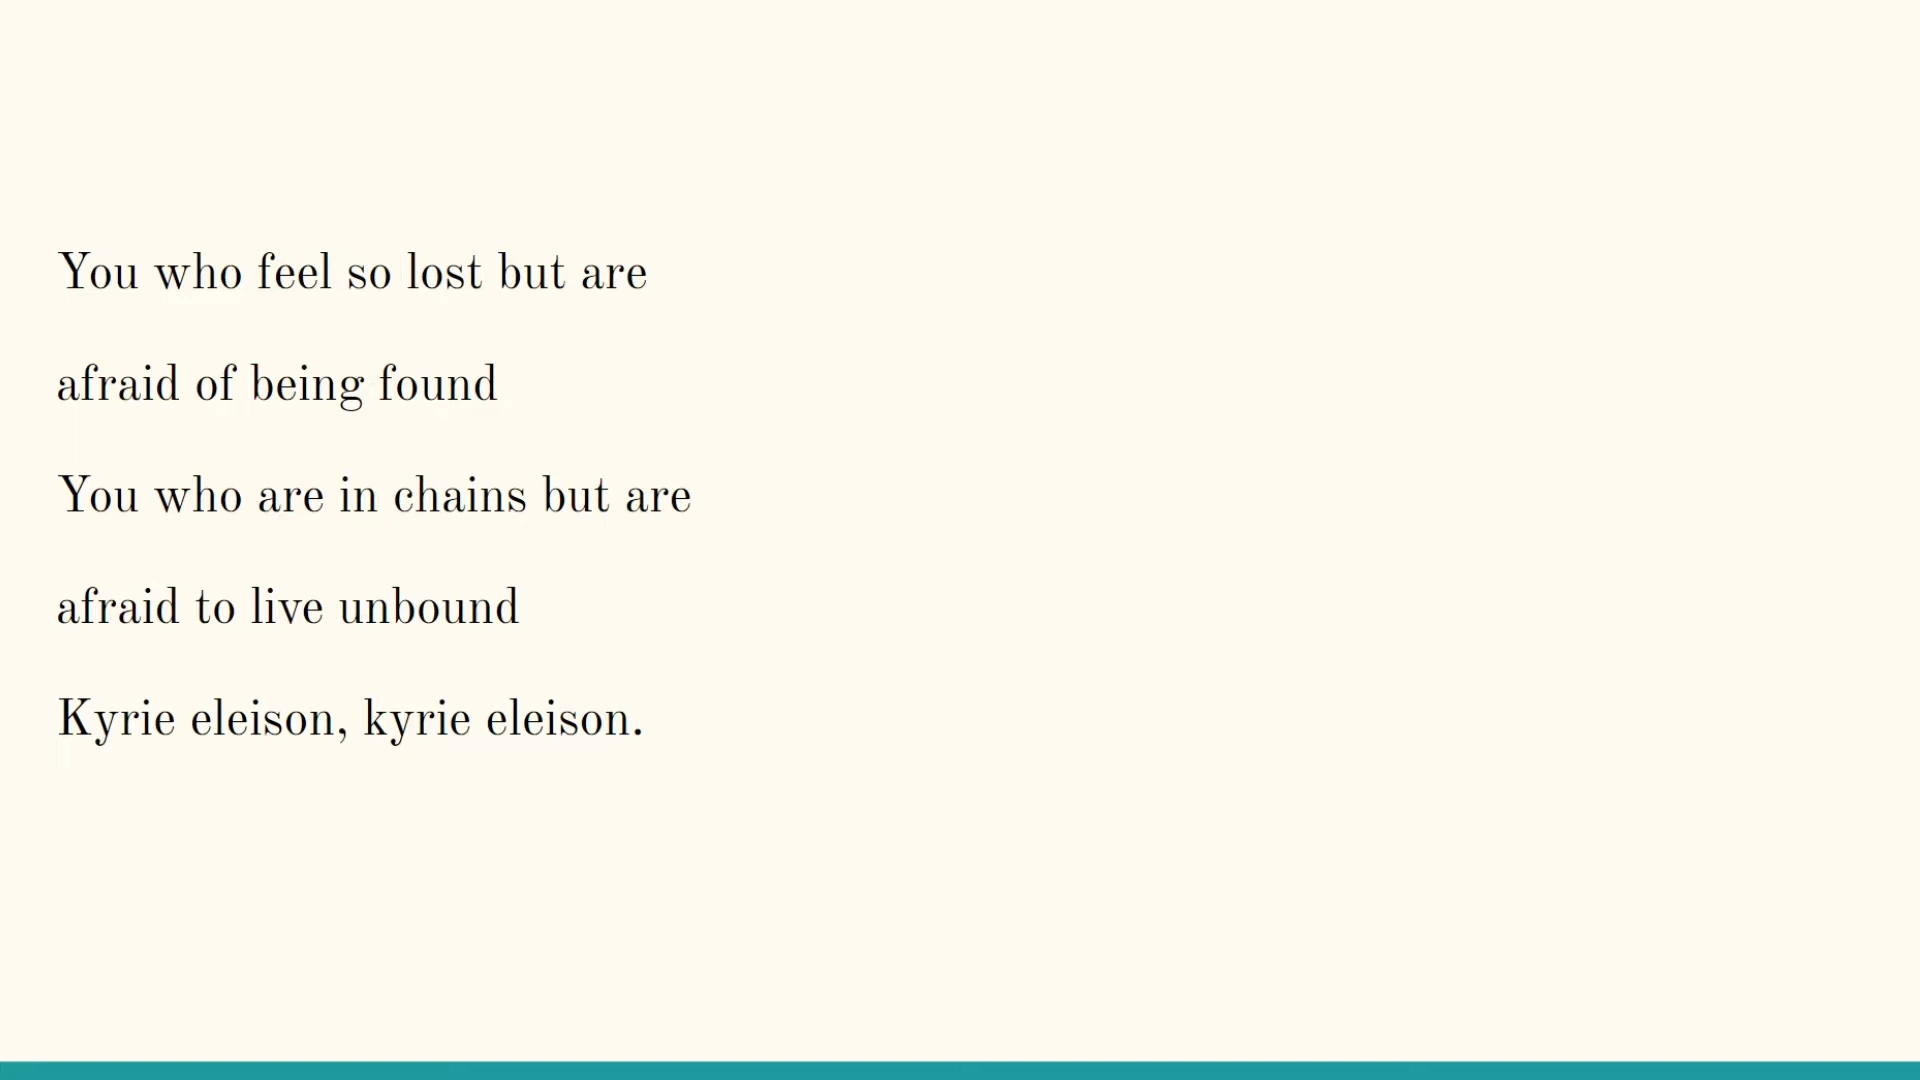 You who feel so lost but are
afraid of being found
You who are in chains but are
afraid to live unbound
Kyrie eleison, kyrie eleison.